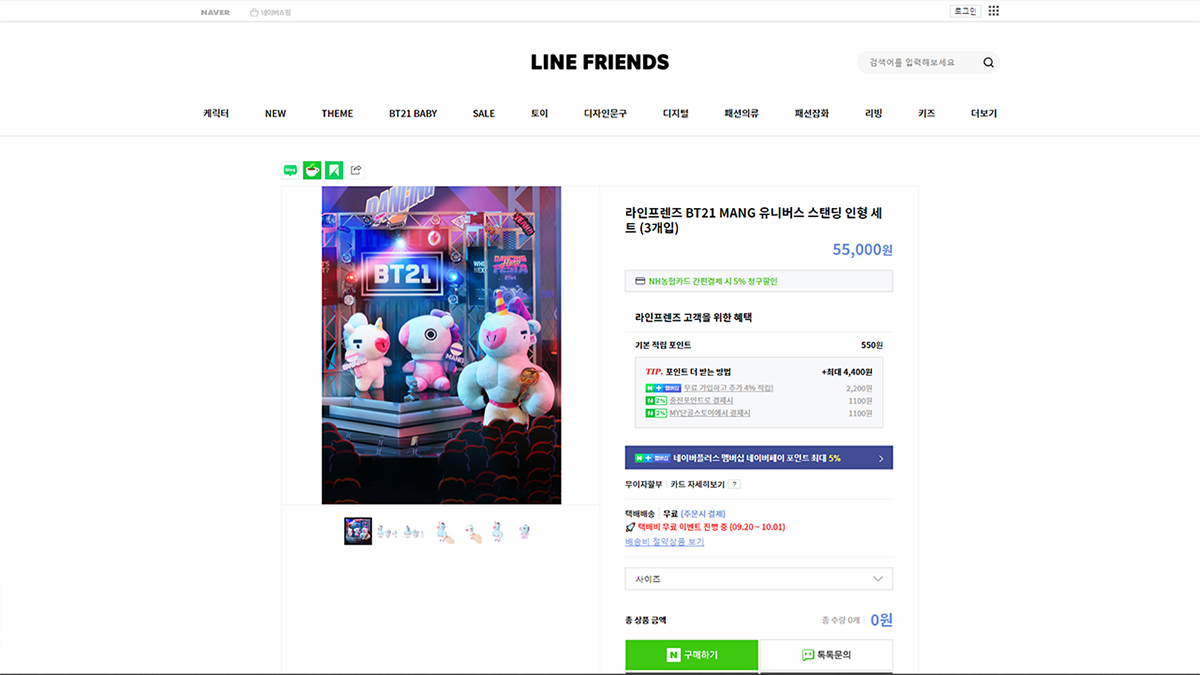 NAVER
네이버쇼핑
로그인
LINE FRIENDS
검색어를 입력해보세요
케릭터 NEW THEME BT21 BABY SALE 토이 디자인문구 디지털 패션의류 패션잡화 리빙 키즈 더보기
DANCING
BT21
DANCING
FESTA
MANG
라인프렌즈 BT21 MANG 유니버스 스탠딩 인형 세
트 (3개입)
55,000원
NH농협카드 간편결제 시 5% 청구할인
라인프렌즈 고객을 위한 혜택
기본 적립 포인트 550원
TIP. 포인트 더 받는 방법 +최대 4,400원
N + 멤버십 무료 가입하고 추가 4% 적립! 2,200원
N 2% 충전포인트로 결제시 1100원
N 2% MY단골스토어에서 결제시 1100원
N + 멤버십 네이버플러스 멤버십 네이버페이 포인트 최대 5%
무이자할부 카드 자세히보기 ?
택배배송 무료 (주문시 결제)
택배비 무료 이벤트 진행 중 (09.20 ~ 10.01)
배송비 절약상품 보기
사이즈
총 상품 금액 총 수량 0개 0원
N 구매하기 톡톡문의